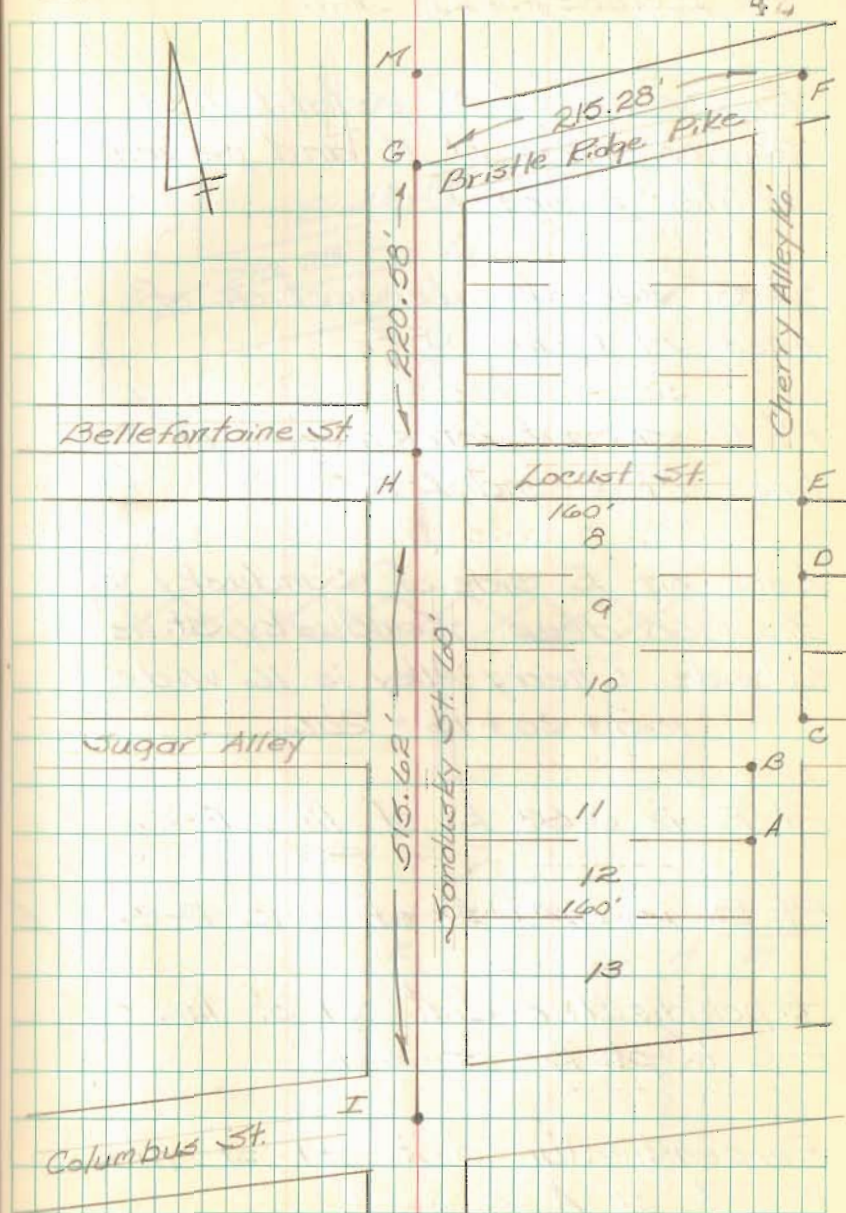 M
F
215.28'
G
Bristle Ridge Pike
220.58'
Cherry Alley 16'
Bellefontaine St.
H
Locust St.
E
160'
8
D
9
10
C
Sugar Alley
515.62'
Sandusky St. 60'
B
11
A
12
160'
13
I
Columbus St.